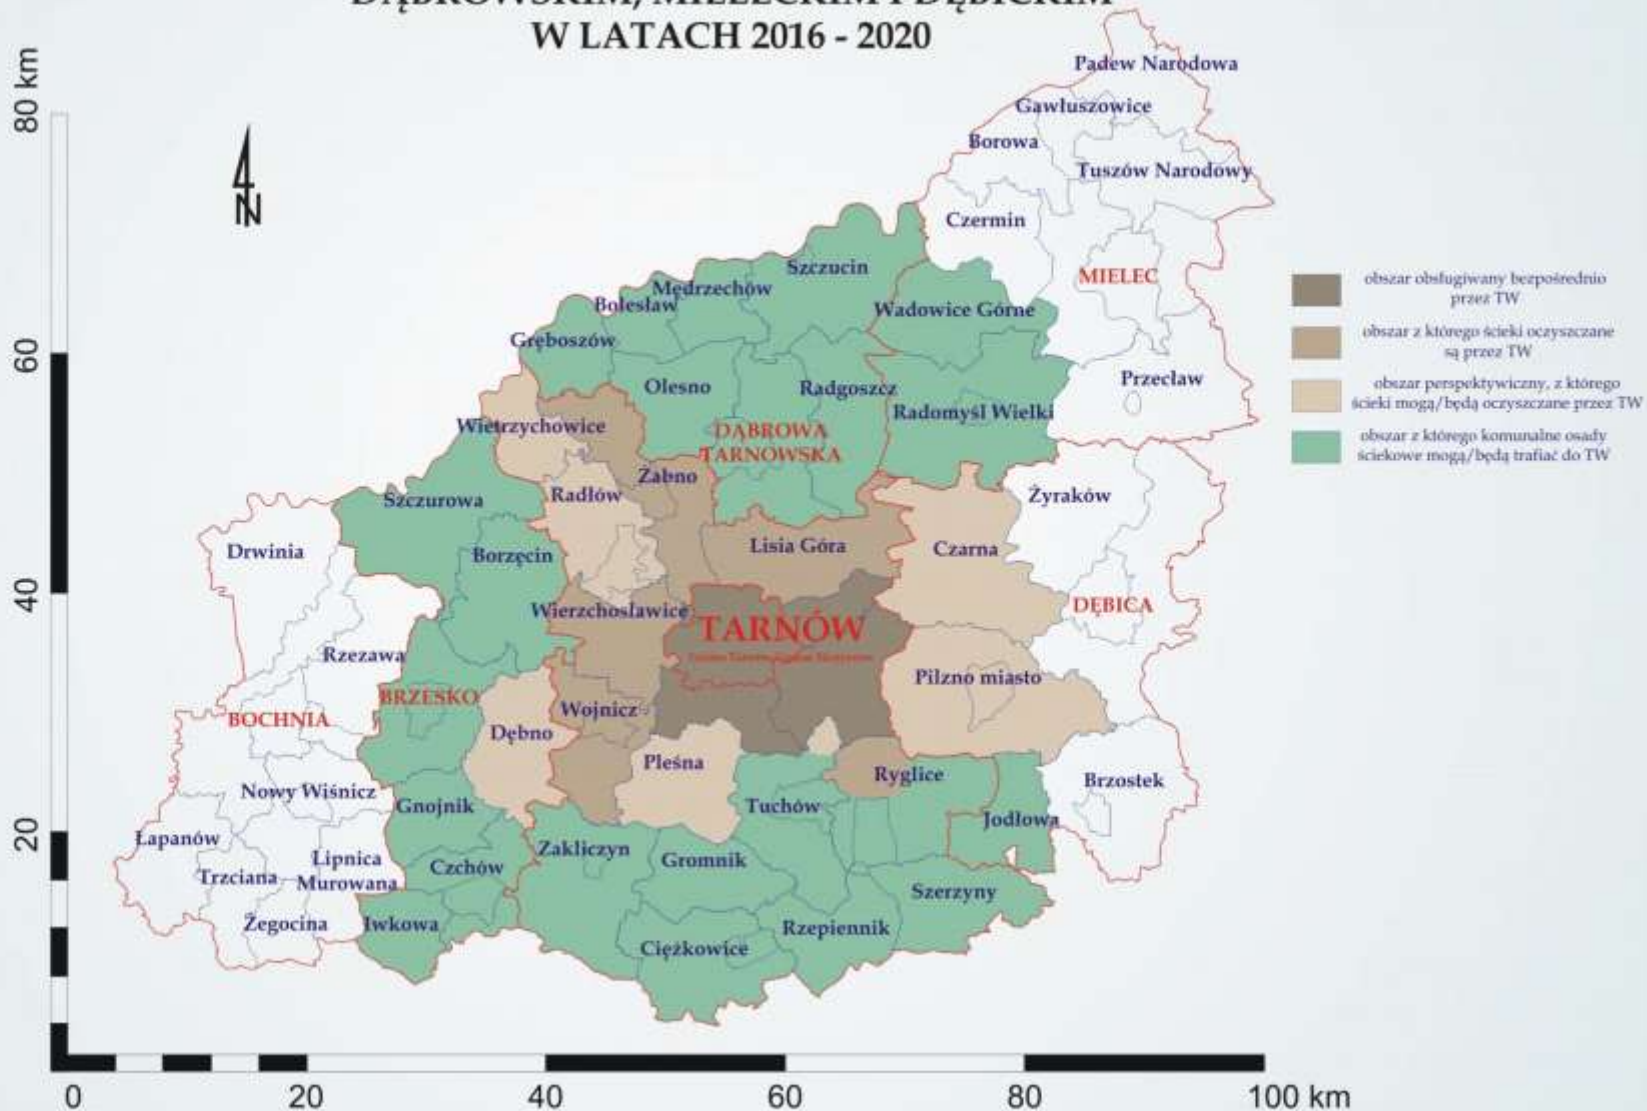 DĄBROWSKIM, MIELECKIM I DĘBICKIM
W LATACH 2016 - 2020
80 km
60
40
20
0
20
40
60
80
100 km
N
Padew Narodowa
Gawłuszowice
Borowa
Tuszów Narodowy
Czermin
MIELEC
Szczucin
Mędrzechów
Bolesław
Wadowice Górne
Gręboszów
Olesno
Radgoszcz
Przecław
Radomyśl Wielki
Wietrzychowice
DĄBROWA
TARNOWSKA
Żabno
Radłów
Szczurowa
Żyraków
Drwinia
Borzęcin
Lisia Góra
Czarna
Wierzchosławice
TARNÓW
DĘBICA
Rzezawa
Pilzno miasto
BRZESKO
BOCHNIA
Wojnicz
Dębno
Pleśna
Ryglice
Brzostek
Nowy Wiśnicz
Gnojnik
Tuchów
Jodłowa
Łapanów
Zakliczyn
Lipnica
Murowana
Gromnik
Czchów
Trzciana
Szerzyny
Żegocina
Iwkowa
Rzepiennik
Ciężkowice
obszar obsługiwany bezpośrednio
przez TW
obszar z którego ścieki oczyszczane
są przez TW
obszar perspektywiczny, z którego
ścieki mogą/będą oczyszczane przez TW
obszar z którego komunalne osady
ściekowe mogą/będą trafiać do TW